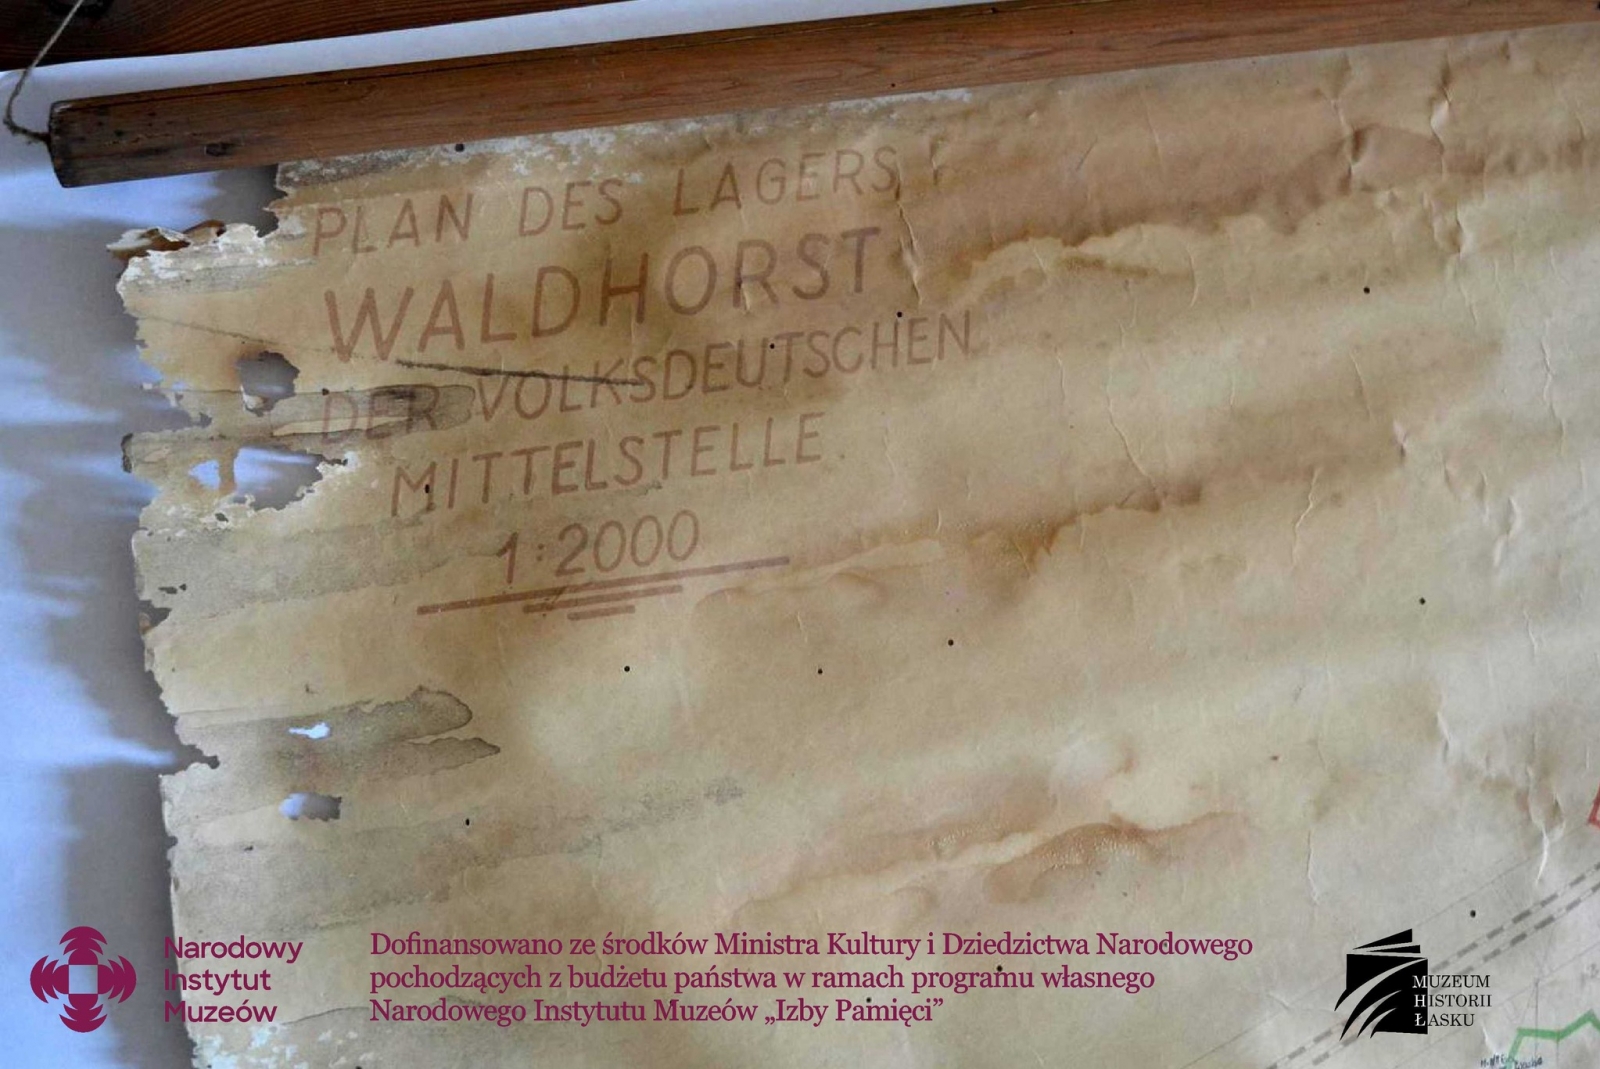 PLAN DES LAGERS
WALDHORST
DER VOLKSDEUTSCHEN
MITTELSTELLE
1:2000
Narodowy
Instytut
Muzeów
Dofinansowano ze środków Ministra Kultury i Dziedzictwa Narodowego
pochodzących z budżetu państwa w ramach programu własnego
Narodowego Instytutu Muzeów „Izby Pamięci”
MUZEUM
HISTORII
ŁASKU